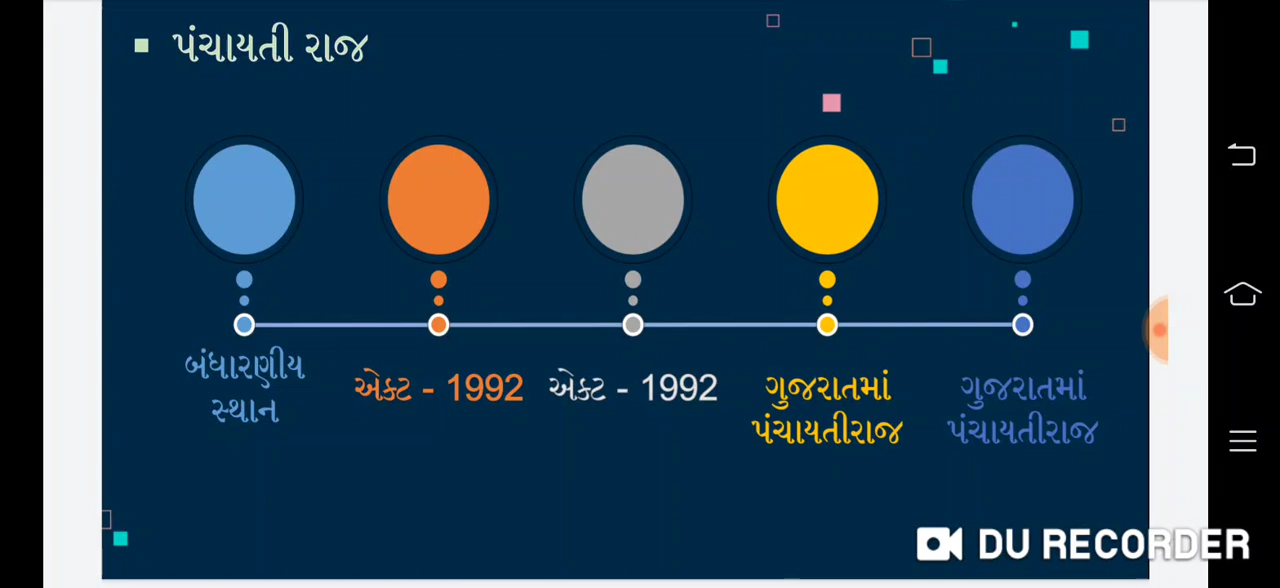 પંચાયતી રાજ
બંધારણીય
સ્થાન
એક્ટ - 1992
એક્ટ - 1992
ગુજરાતમાં
પંચાયતીરાજ
ગુજરાતમાં
પંચાયતીરાજ
DU RECORDER